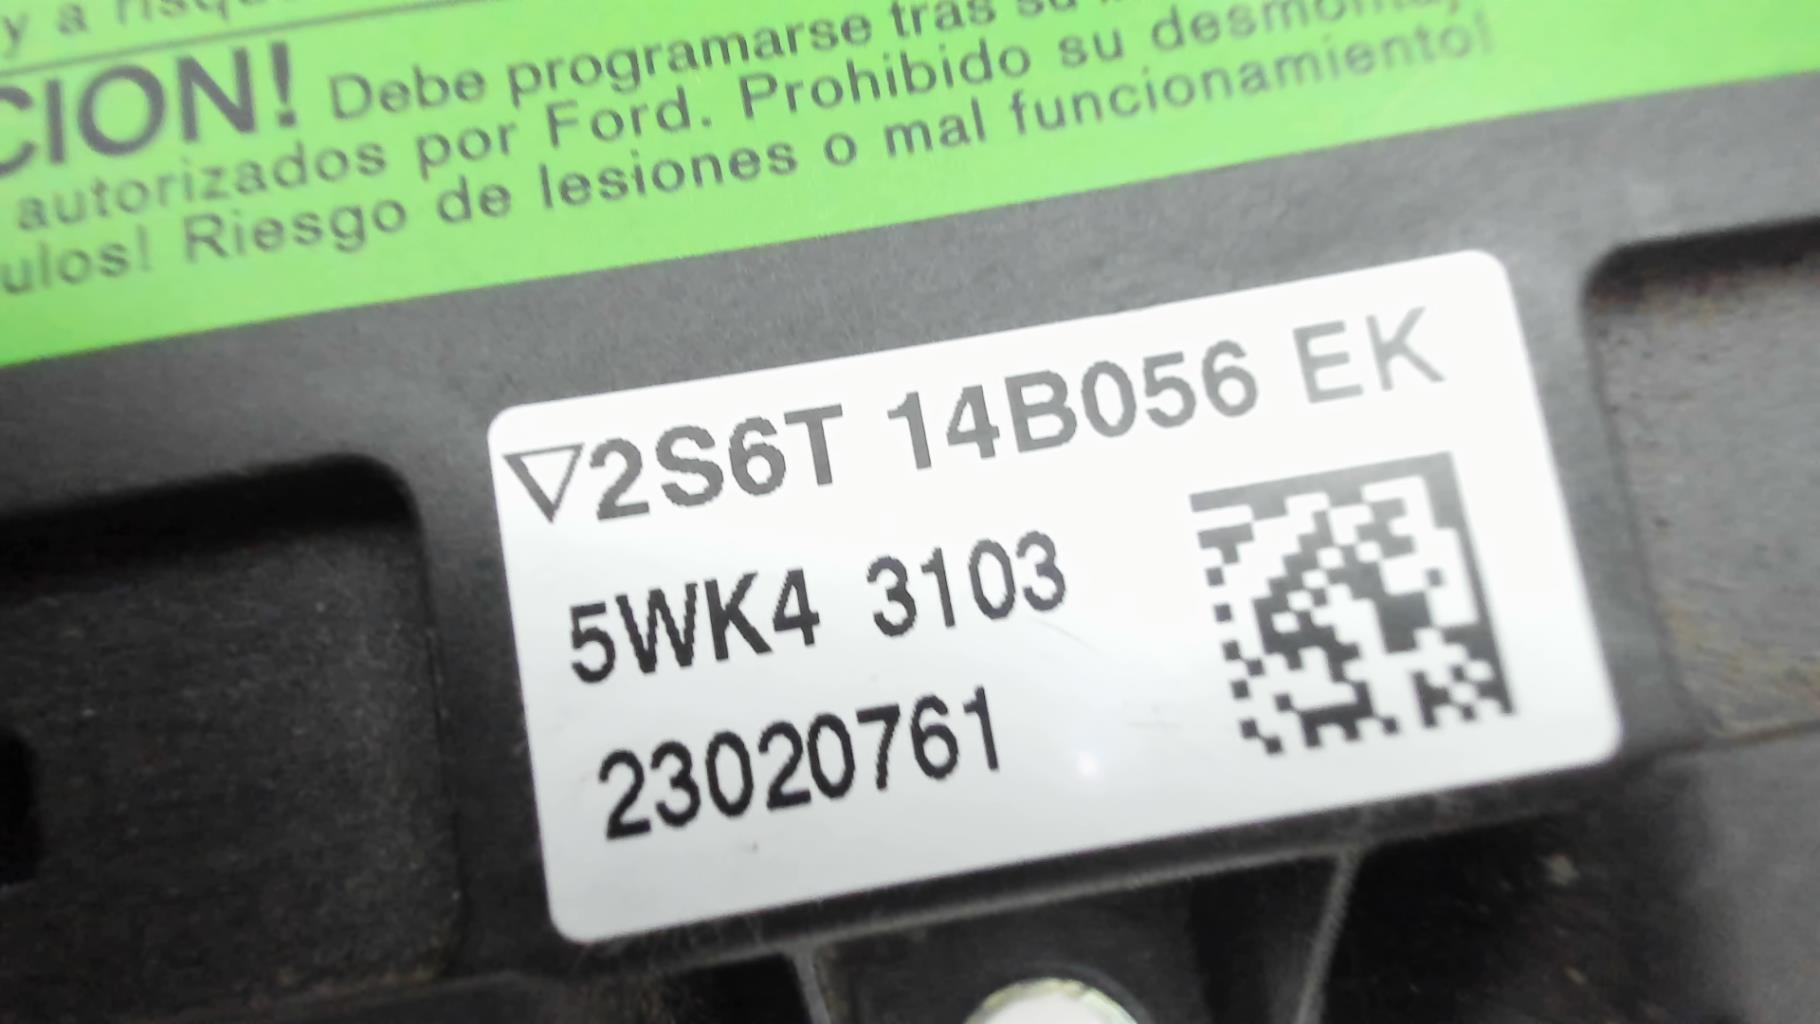 y a
CION! Debe programarse tras su
autorizados por Ford. Prohibido su desmontaj
ulos! Riesgo de lesiones o mal funcionamiento!
▽2S6T 14B056 EK
5WK4 3103
23020761